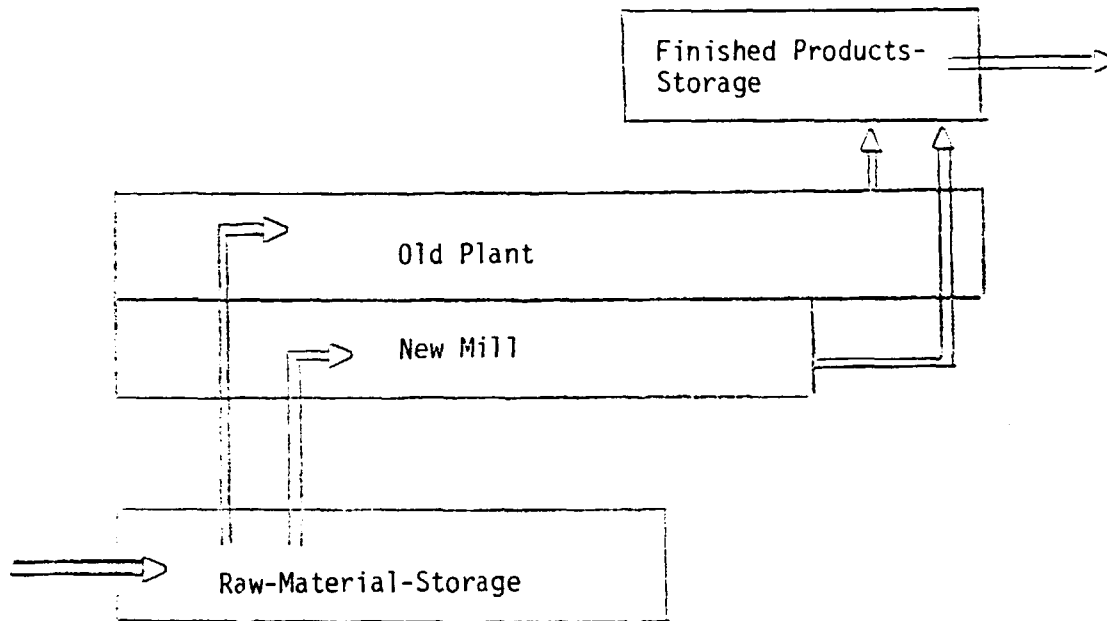 Finished Products-
Storage
Old Plant
New Mill
Raw-Material-Storage